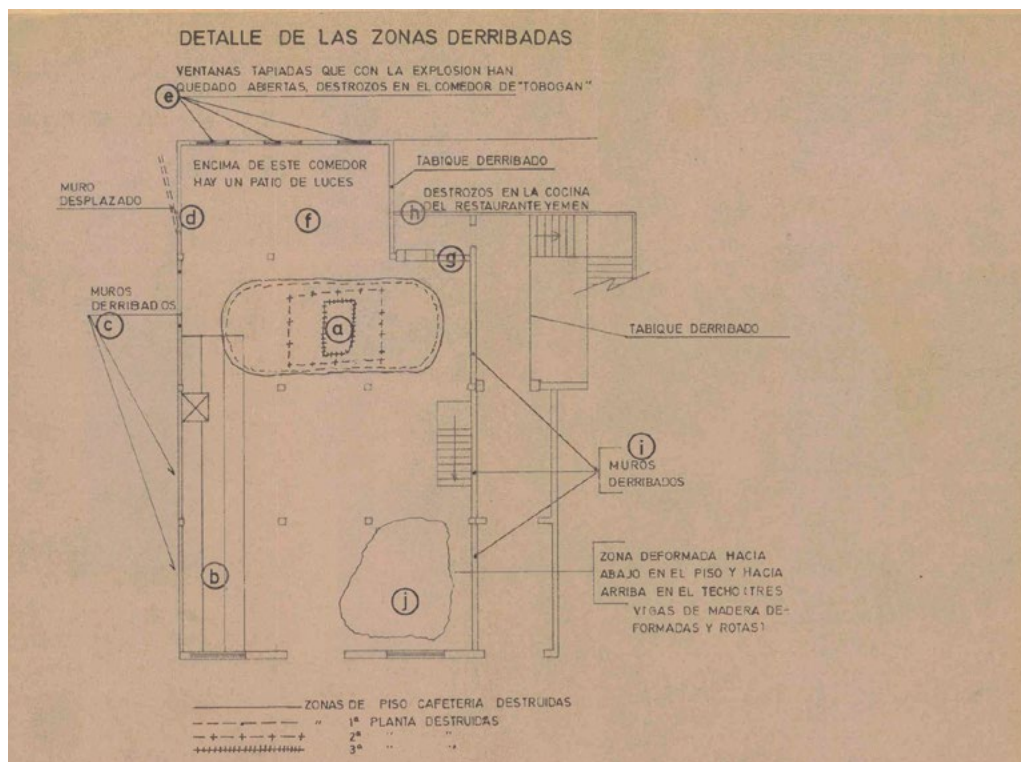 DETALLE DE LAS ZONAS DERRIBADAS
VENTANAS TAPIADAS QUE CON LA EXPLOSION HAN
QUEDADO ABIERTAS, DESTROZOS EN EL COMEDOR DE "TOBOGAN"
e
ENCIMA DE ESTE COMEDOR
HAY UN PATIO DE LUCES
TABIQUE DERRIBADO
MURO
DESPLAZADO
DESTROZOS EN LA COCINA
DEL RESTAURANTE YEMEN
d
f
h
g
MUROS
DERRIBADOS
c
a
TABIQUE DERRIBADO
i
MUROS
DERRIBADOS
ZONA DEFORMADA HACIA
ABAJO EN EL PISO Y HACIA
ARRIBA EN EL TECHO (TRES
VIGAS DE MADERA DE-
FORMADAS Y ROTAS)
b
j
ZONAS DE PISO CAFETERIA DESTRUIDAS
" 1ª PLANTA DESTRUIDAS
2ª " "
3ª " "